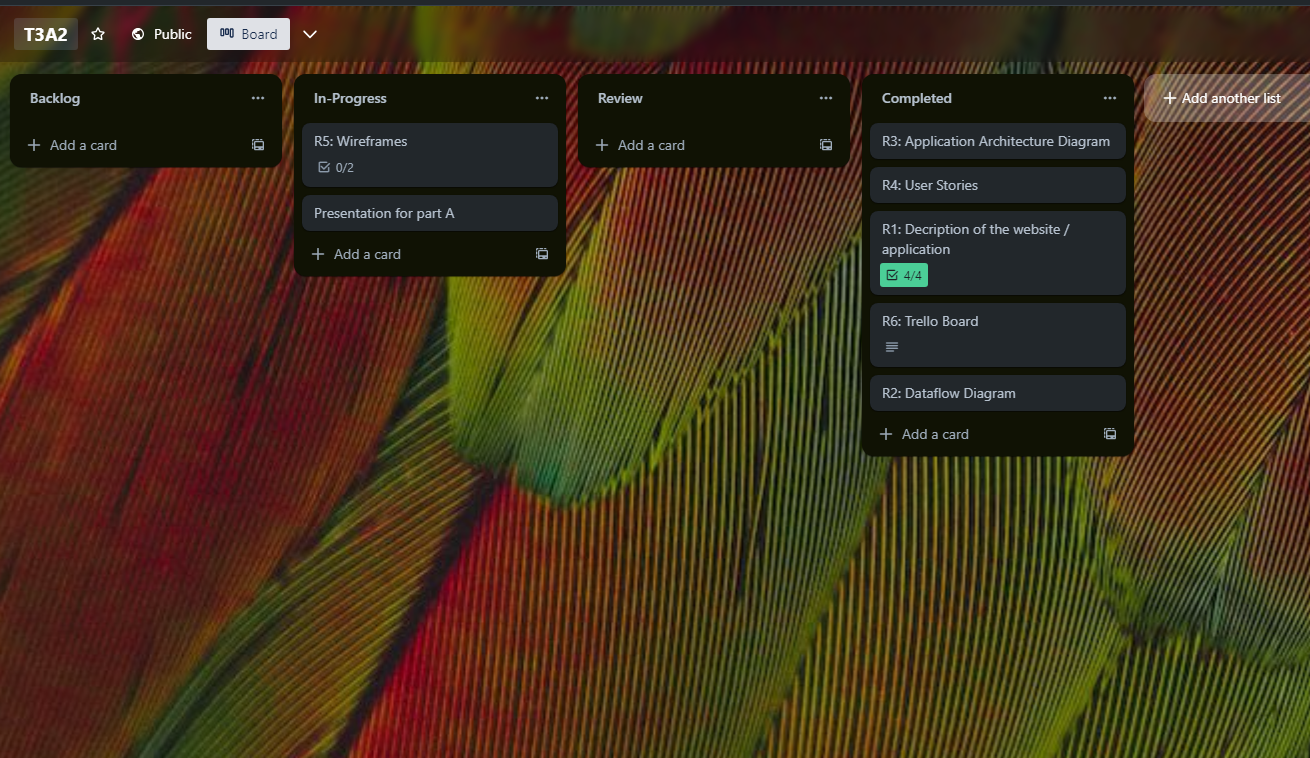 T3A2
Public
Board
Backlog
Add a card
In-Progress
R5: Wireframes
0/2
Presentation for part A
Add a card
Review
Add a card
Completed
R3: Application Architecture Diagram
R4: User Stories
R1: Decription of the website /
application
4/4
R6: Trello Board
R2: Dataflow Diagram
Add a card
Add another list